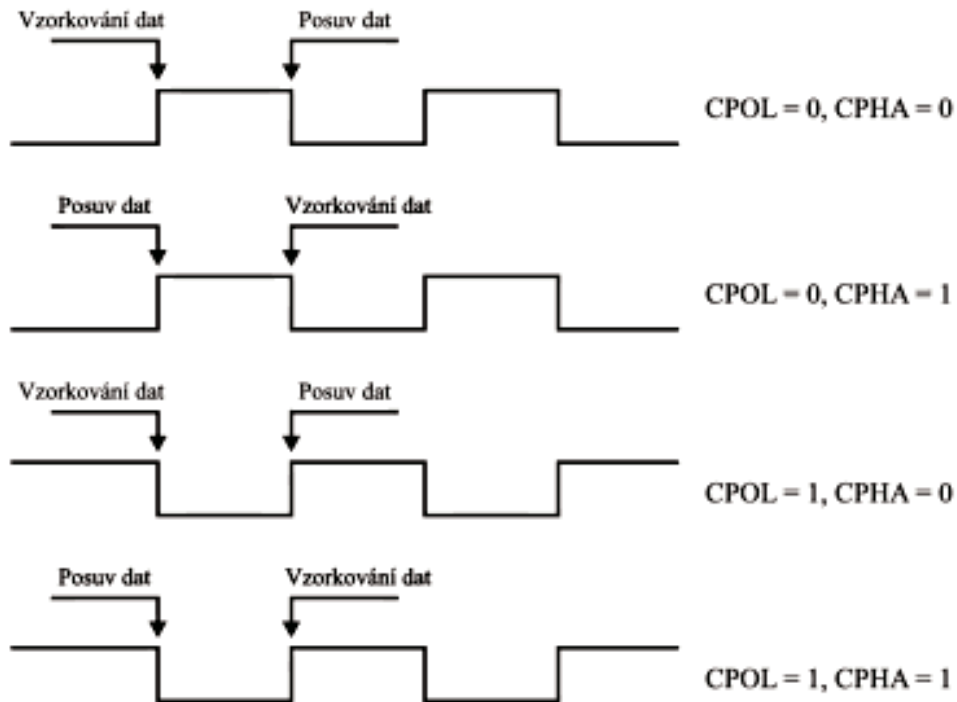 Vzorkování dat
Posuv dat
CPOL = 0, CPHA = 0
Posuv dat
Vzorkování dat
CPOL = 0, CPHA = 1
Vzorkování dat
Posuv dat
CPOL = 1, CPHA = 0
Posuv dat
Vzorkování dat
CPOL = 1, CPHA = 1